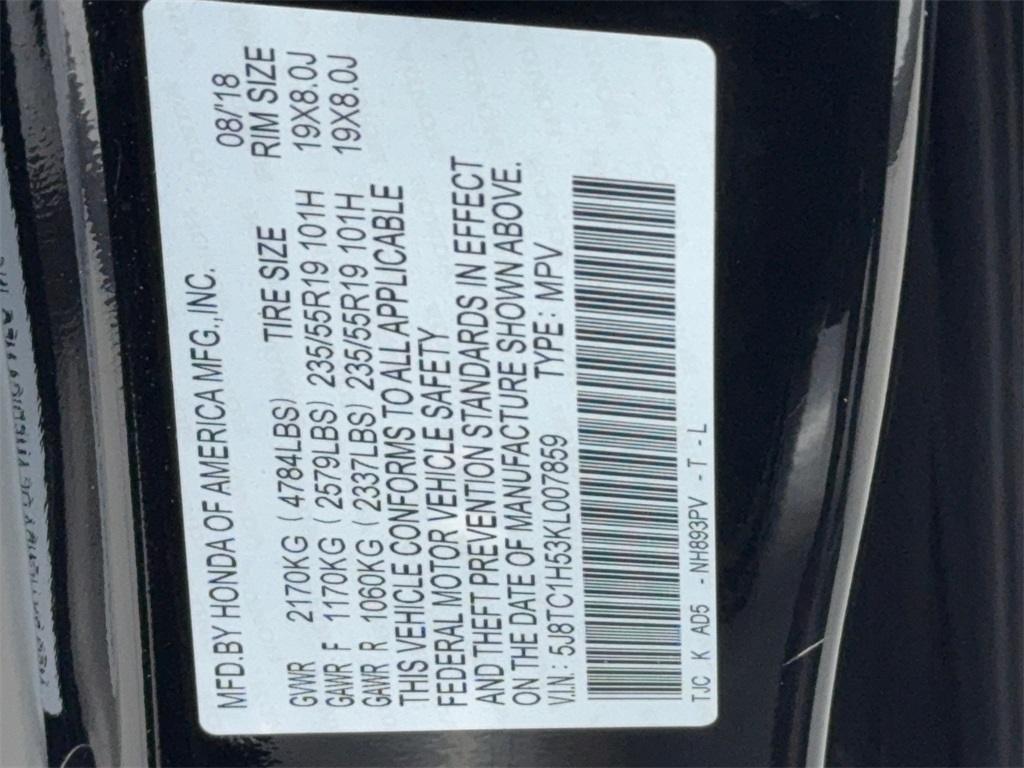 MFD.BY HONDA OF AMERICA MFG.,INC. 08/'18
TIRE SIZE RIM SIZE
GVWR 2170KG ( 4784LBS)
GAWR F 1170KG ( 2579LBS) 235/55R19 101H 19X8.0J
GAWR R 1060KG ( 2337LBS) 235/55R19 101H 19X8.0J
THIS VEHICLE CONFORMS TO ALL APPLICABLE
FEDERAL MOTOR VEHICLE SAFETY
AND THEFT PREVENTION STANDARDS IN EFFECT
ON THE DATE OF MANUFACTURE SHOWN ABOVE.
V.I.N: 5J8TC1H53KL007859 TYPE: MPV
TJC K AD5 -NH893PV - T - L